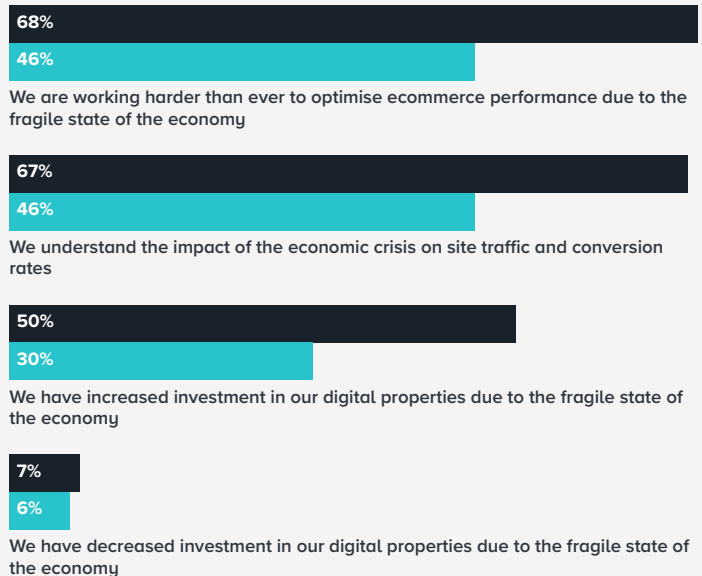 68%
46%
We are working harder than ever to optimise ecommerce performance due to the
fragile state of the economy
67%
46%
We understand the impact of the economic crisis on site traffic and conversion
rates
50%
30%
We have increased investment in our digital properties due to the fragile state of
the economy
7%
6%
We have decreased investment in our digital properties due to the fragile state of
the economy